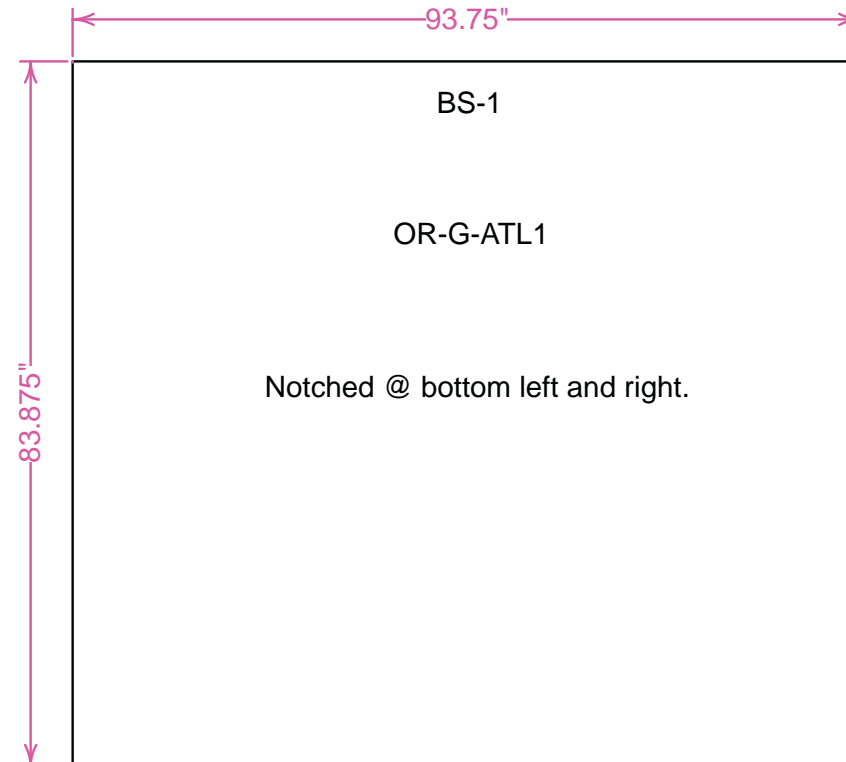 93.75"
BS-1
OR-G-ATL1
83.875"
Notched @ bottom left and right.